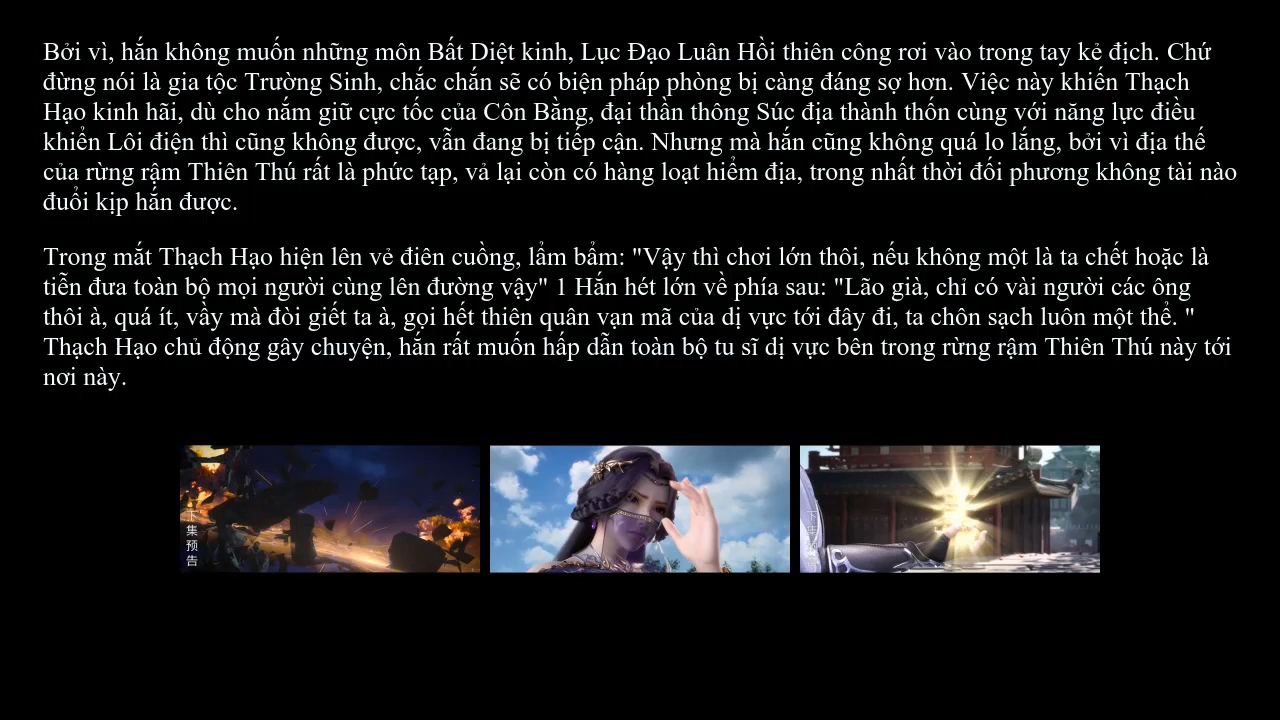 Bởi vì, hắn không muốn những môn Bất Diệt kinh, Lục Đạo Luân Hồi thiên công rơi vào trong tay kẻ địch. Chứ
đừng nói là gia tộc Trường Sinh, chắc chắn sẽ có biện pháp phòng bị càng đáng sợ hơn. Việc này khiến Thạch
Hạo kinh hãi, dù cho nắm giữ cực tốc của Côn Bằng, đại thần thông Súc địa thành thốn cùng với năng lực điều
khiển Lôi điện thì cũng không được, vẫn đang bị tiếp cận. Nhưng mà hắn cũng không quá lo lắng, bởi vì địa thế
của rừng rậm Thiên Thú rất là phức tạp, vả lại còn có hàng loạt hiểm địa, trong nhất thời đối phương không tài nào
đuổi kịp hắn được.
Trong mắt Thạch Hạo hiện lên vẻ điên cuồng, lẩm bẩm: "Vậy thì chơi lớn thôi, nếu không một là ta chết hoặc là
tiễn đưa toàn bộ mọi người cùng lên đường vậy" 1 Hắn hét lớn về phía sau: "Lão già, chỉ có vài người các ông
thôi à, quá ít, vầy mà đòi giết ta à, gọi hết thiên quân vạn mã của dị vực tới đây đi, ta chôn sạch luôn một thể. "
Thạch Hạo chủ động gây chuyện, hắn rất muốn hấp dẫn toàn bộ tu sĩ dị vực bên trong rừng rậm Thiên Thú này tới
nơi này.
下集预告